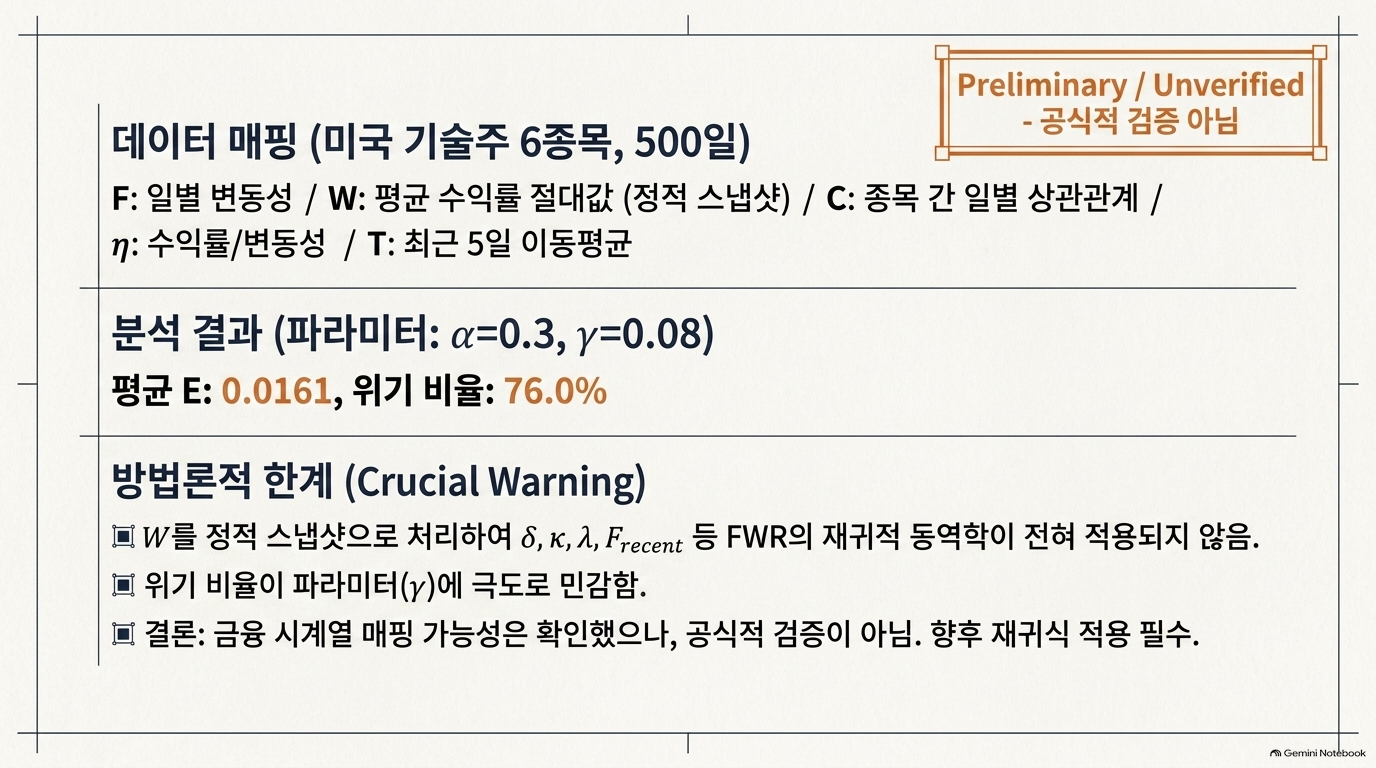 Preliminary / Unverified
- 공식적 검증 아님
데이터 매핑 (미국 기술주 6종목, 500일)
F: 일별 변동성 / W: 평균 수익률 절대값 (정적 스냅샷) / C: 종목 간 일별 상관관계 /
η: 수익률/변동성 / T: 최근 5일 이동평균
분석 결과 (파라미터: α=0.3, γ=0.08)
평균 E: 0.0161, 위기 비율: 76.0%
방법론적 한계 (Crucial Warning)
W를 정적 스냅샷으로 처리하여 δ, κ, λ, F_recent 등 FWR의 재귀적 동역학이 전혀 적용되지 않음.
위기 비율이 파라미터(γ)에 극도로 민감함.
결론: 금융 시계열 매핑 가능성은 확인했으나, 공식적 검증이 아님. 향후 재귀식 적용 필수.
Gemini Notebook